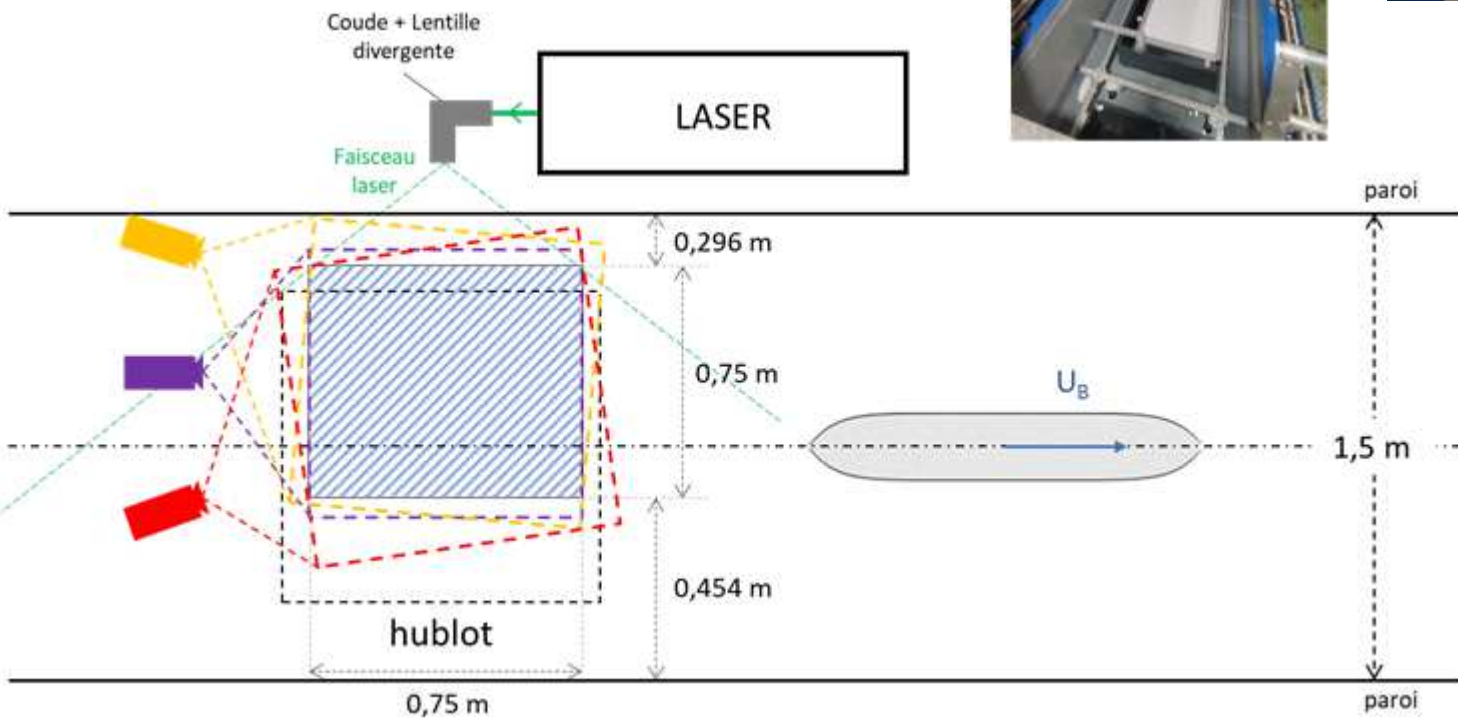 Coude + Lentille
divergente
LASER
Faisceau
laser
paroi
0,296 m
0,75 m
U_B
1,5 m
0,454 m
hublot
0,75 m
paroi